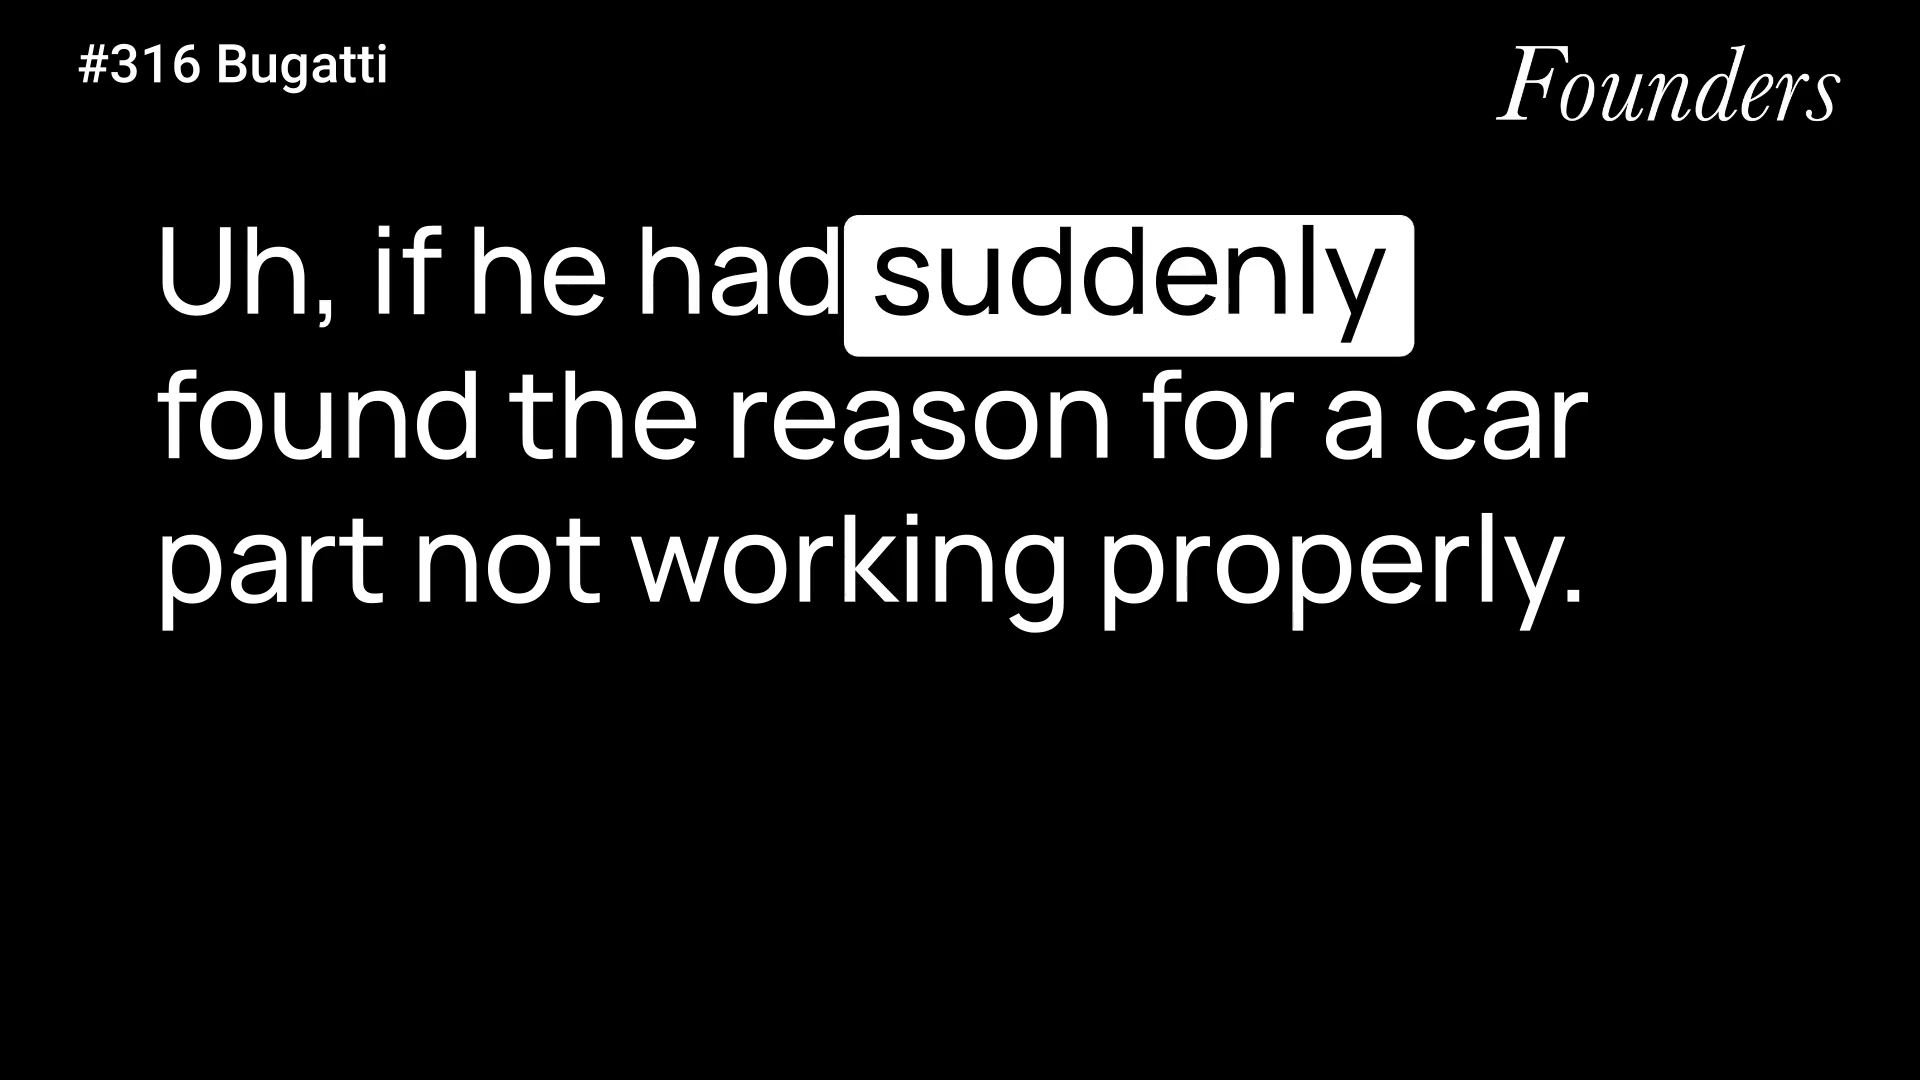 #316 Bugatti
Founders
Uh, if he had suddenly
found the reason for a car
part not working properly.